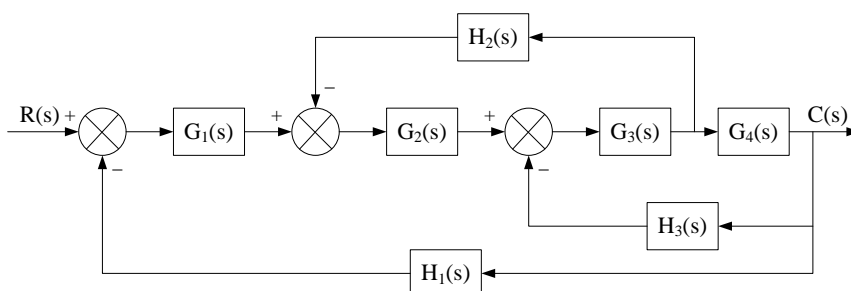 H₂(s)
−
R(s) +
G₁(s)
+
G₂(s)
+
G₃(s)
G₄(s)
C(s)
−
−
H₃(s)
H₁(s)